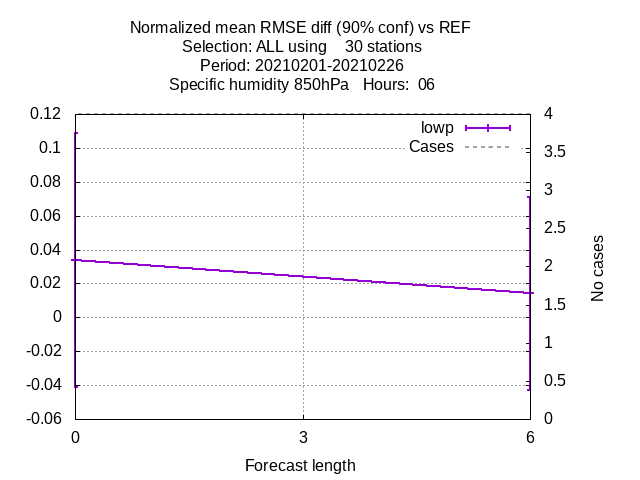 Normalized mean RMSE diff (90% conf) vs REF
Selection: ALL using    30 stations
Period: 20210201-20210226
Specific humidity 850hPa   Hours:  06
0.12
0.1
0.08
0.06
0.04
0.02
0
-0.02
-0.04
-0.06
lowp
Cases
4
3.5
3
2.5
2
1.5
1
0.5
0
No cases
0
3
6
Forecast length